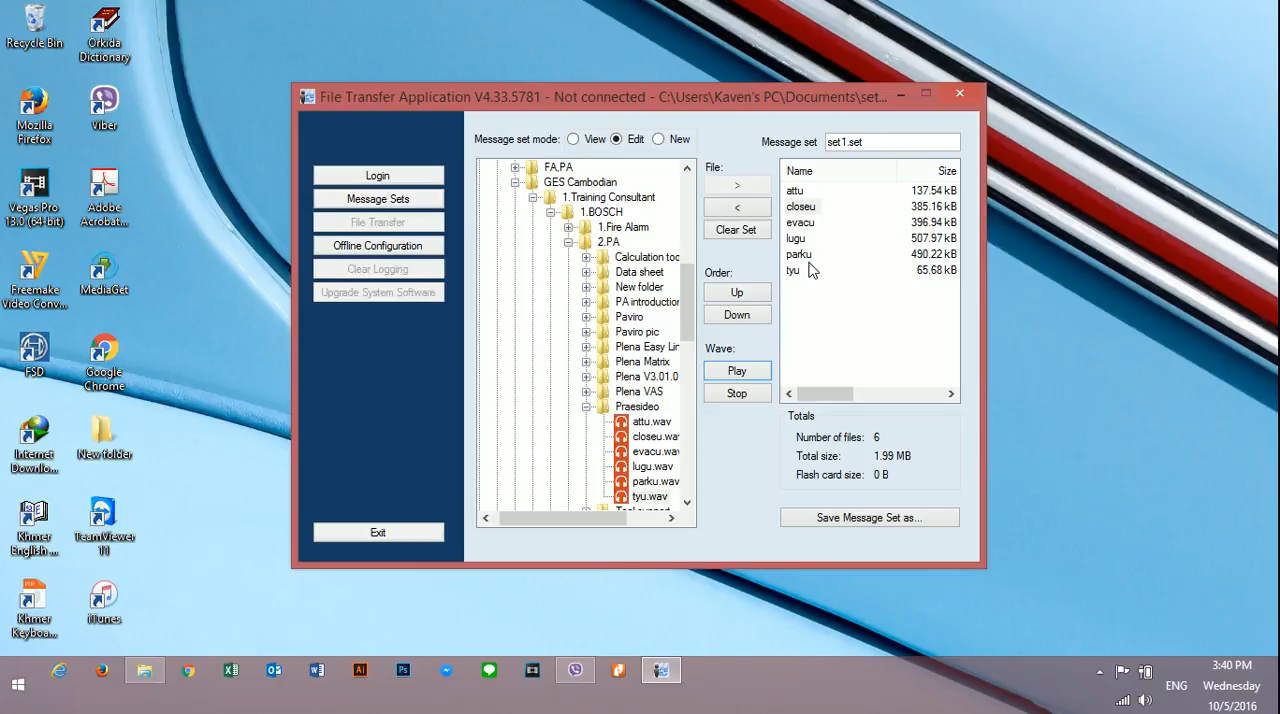 Recycle Bin
Orkida
Dictionary
Mozilla
Firefox
Viber
Vegas Pro
13.0 (64-bit)
Adobe
Acrobat...
Freemake
Video Conv...
MediaGet
FSD
Google
Chrome
Internet
Downlo...
New folder
Khmer
English ...
TeamViewer
11
Khmer
Keyboa...
iTunes
File Transfer Application V4.33.5781 - Not connected - C:\Users\Kaven's PC\Documents\set...
Login
Message Sets
File Transfer
Offline Configuration
Clear Logging
Upgrade System Software
Exit
Message set mode: View Edit New
FA,PA
GES Cambodian
1.Training Consultant
1.BOSCH
1.Fire Alarm
2.PA
Calculation too
Data sheet
New folder
PA introduction
Paviro
Paviro pic
Plena Easy Lin
Plena Matrix
Plena V3.01.0
Plena VAS
Praesideo
attu.wav
closeu.wav
evacu.wav
lugu.wav
parku.wav
tyu.wav
File:
>
<
Clear Set
Order:
Up
Down
Wave:
Play
Stop
Message set set1.set
Name Size
attu 137.54 kB
closeu 385.16 kB
evacu 396.94 kB
lugu 507.97 kB
parku 490.22 kB
tyu 65.68 kB
Totals
Number of files: 6
Total size: 1.99 MB
Flash card size: 0 B
Save Message Set as...
ENG
3:40 PM
Wednesday
10/5/2016